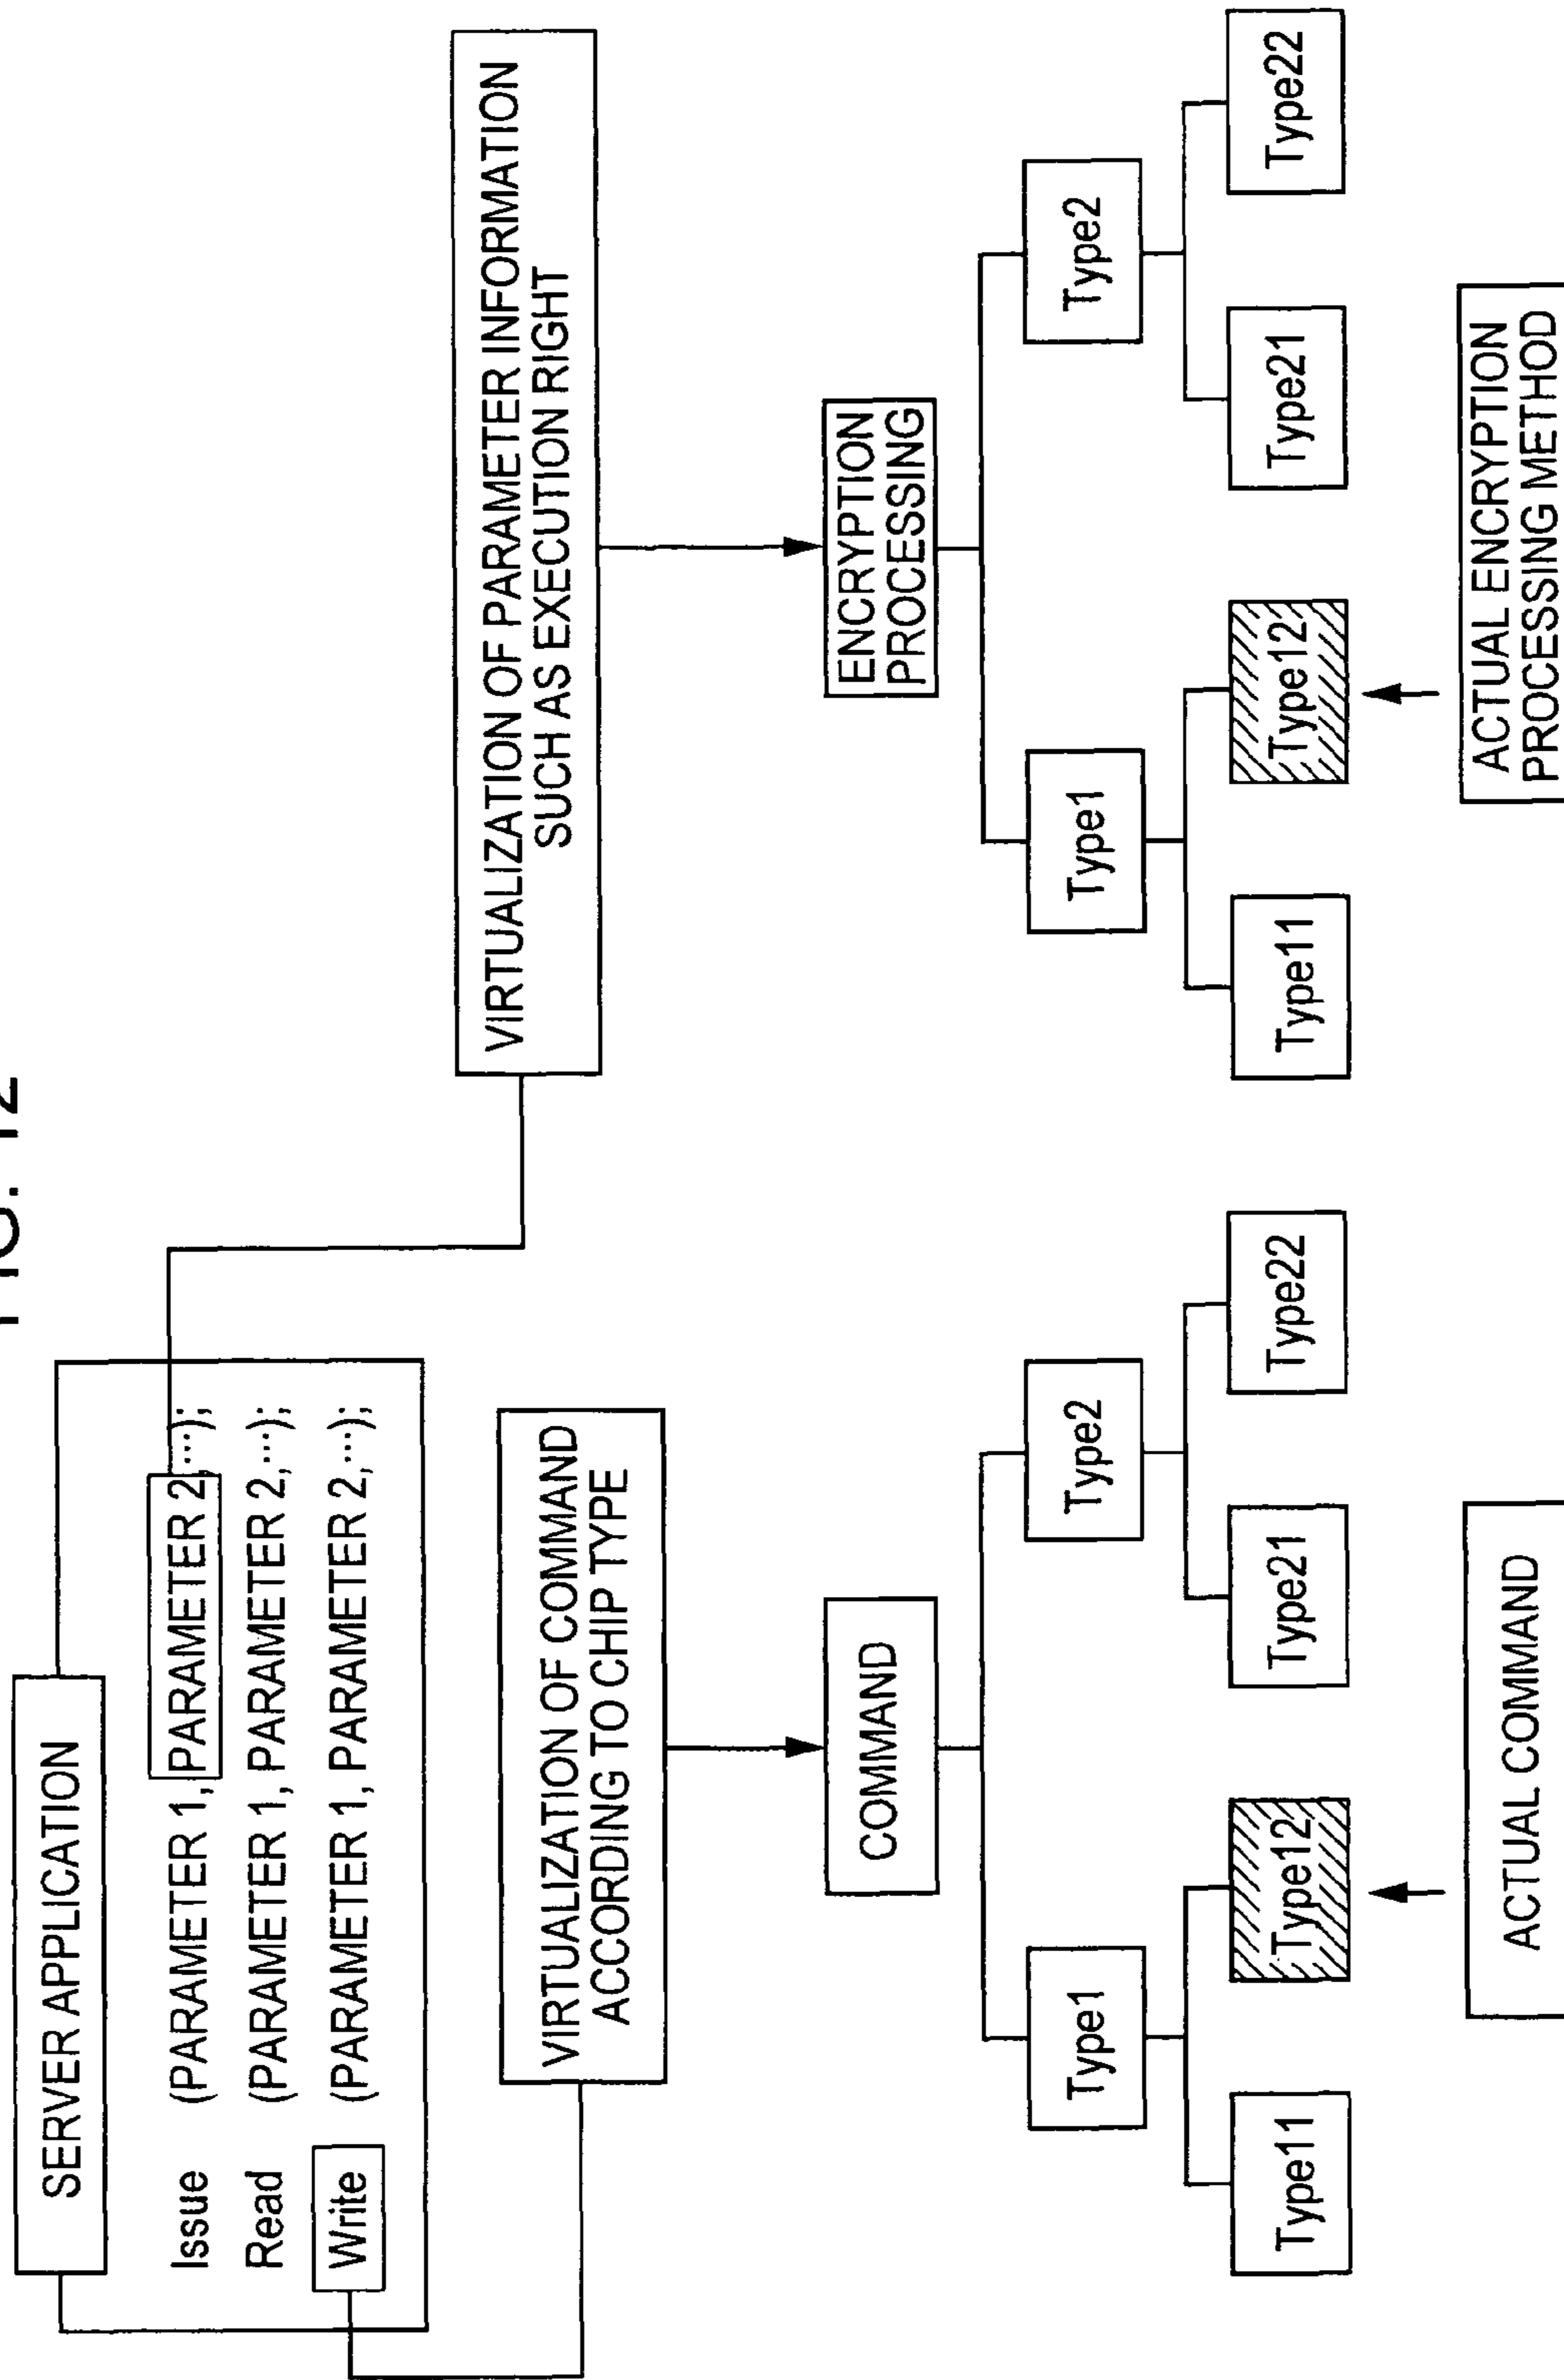 FIG. 12
SERVER APPLICATION
Issue (PARAMETER 1, PARAMETER 2,···);
Read (PARAMETER 1, PARAMETER 2,···);
Write (PARAMETER 1, PARAMETER 2,···);
VIRTUALIZATION OF COMMAND
ACCORDING TO CHIP TYPE
COMMAND
Type1
Type2
Type11
Type12
Type21
Type22
ACTUAL COMMAND
VIRTUALIZATION OF PARAMETER INFORMATION
SUCH AS EXECUTION RIGHT
ENCRYPTION
PROCESSING
Type1
Type2
Type11
Type12
Type21
Type22
ACTUAL ENCRYPTION
PROCESSING METHOD